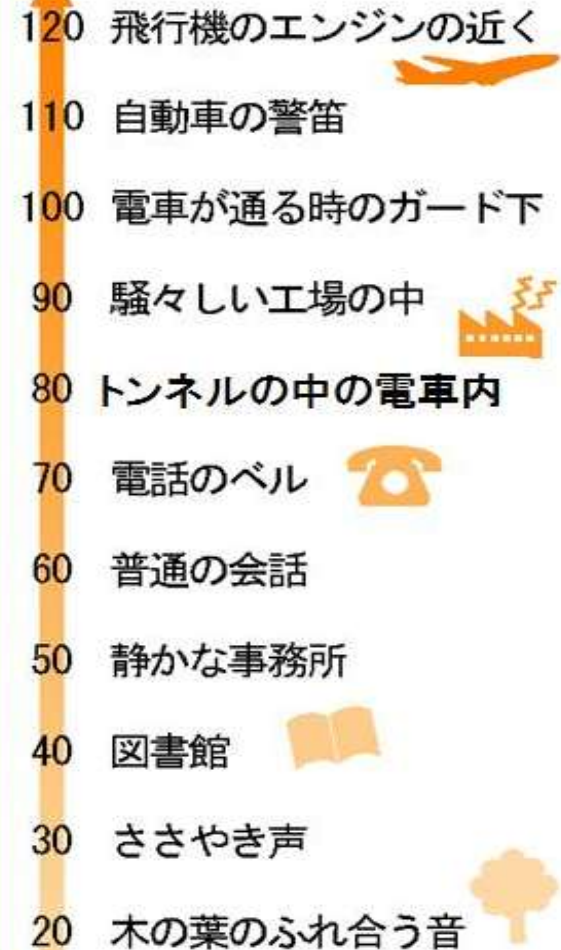 120 飛行機のエンジンの近く
110 自動車の警笛
100 電車が通る時のガード下
90 騒々しい工場の中
80 トンネルの中の電車内
70 電話のベル
60 普通の会話
50 静かな事務所
40 図書館
30 ささやき声
20 木の葉のふれ合う音